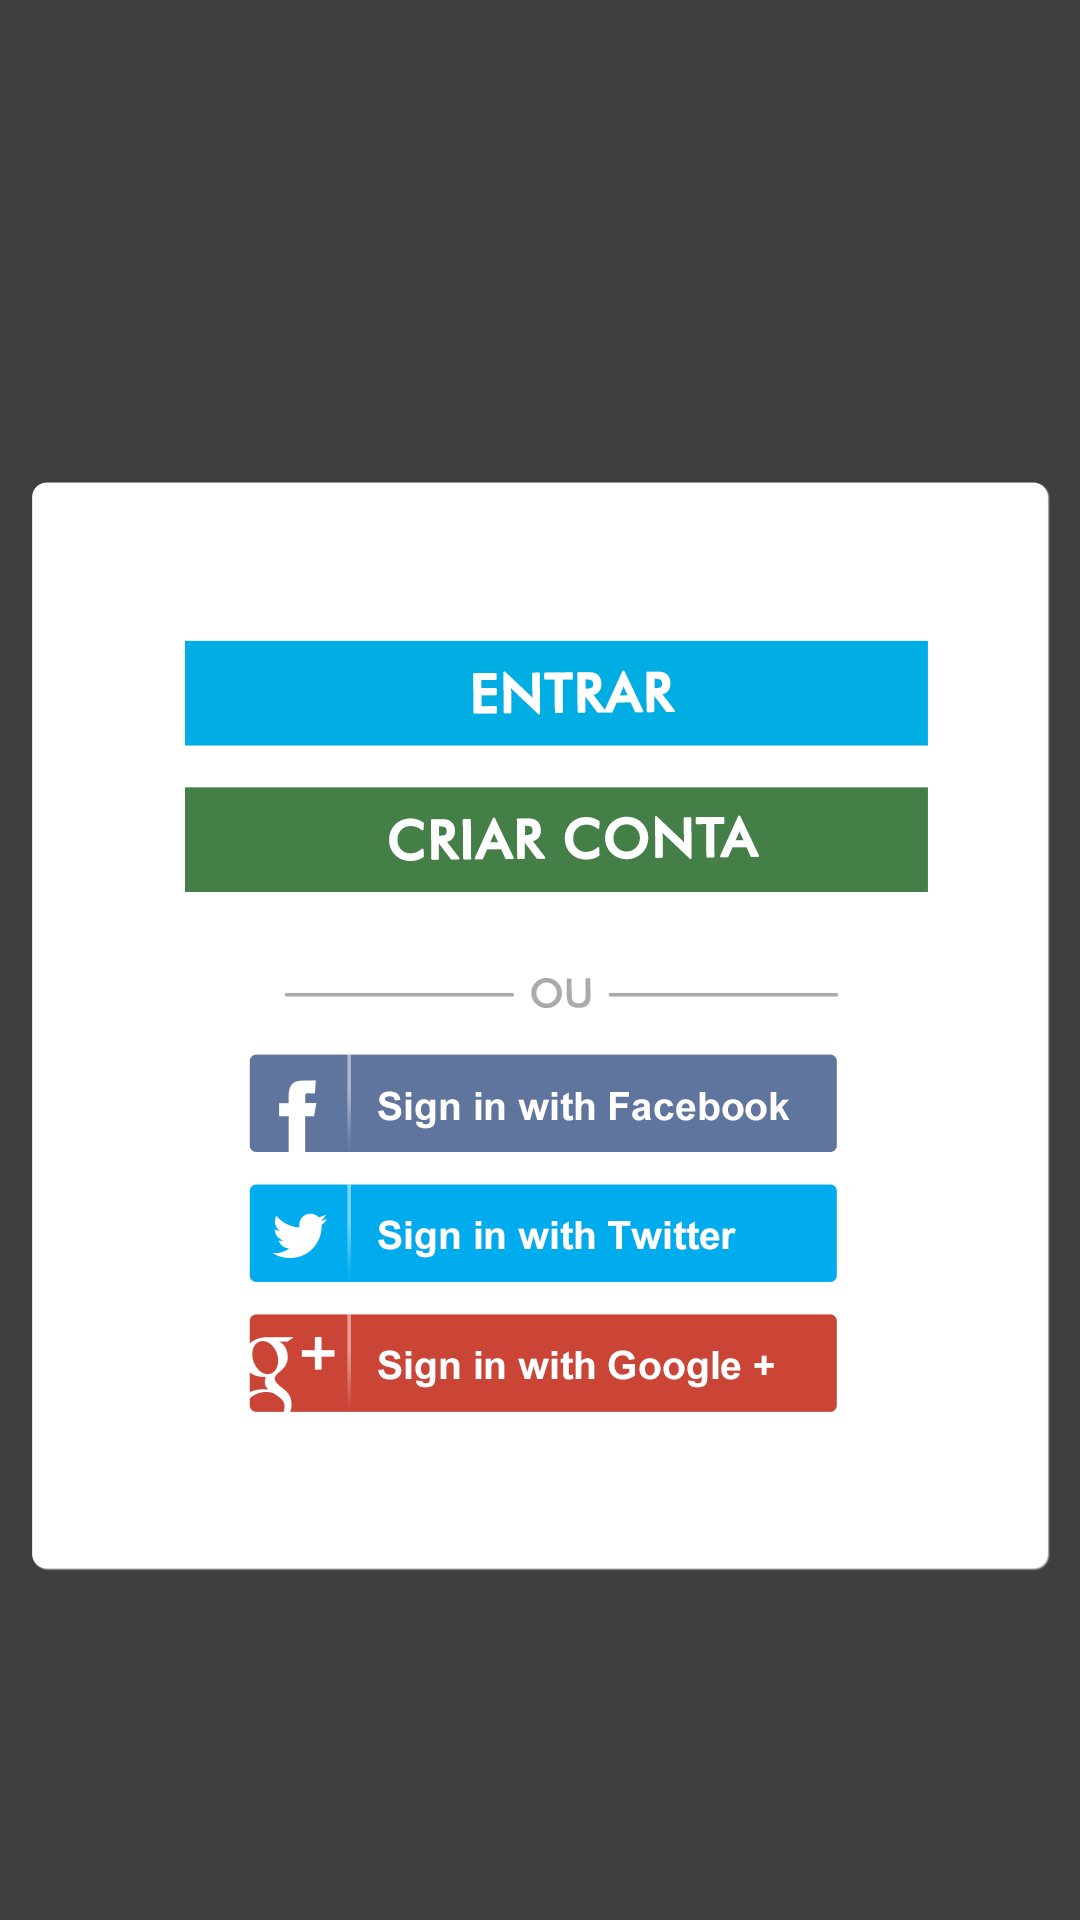 ENTRAR
CRIAR CONTA
OU
f Sign in with Facebook
Sign in with Twitter
g+ Sign in with Google +